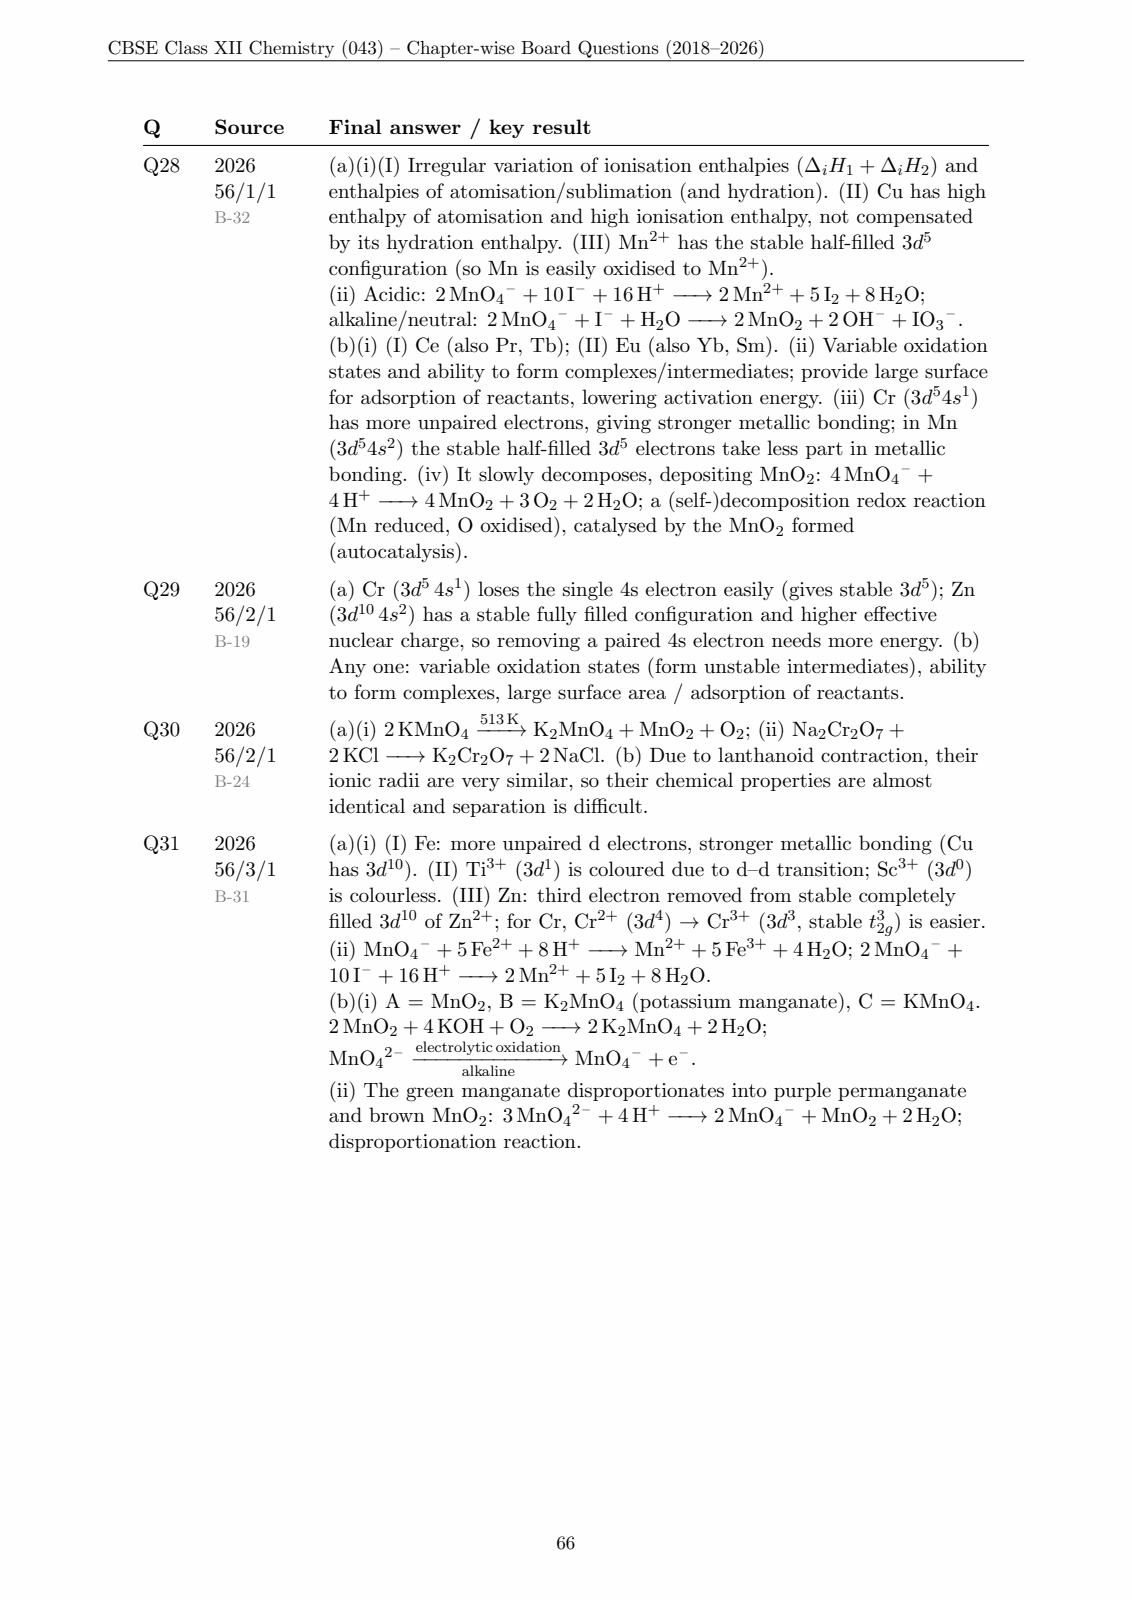 CBSE Class XII Chemistry (043) – Chapter-wise Board Questions (2018–2026)
Q Source Final answer / key result
Q28 2026 (a)(i)(I) Irregular variation of ionisation enthalpies (ΔᵢH₁ + ΔᵢH₂) and
56/1/1 enthalpies of atomisation/sublimation (and hydration). (II) Cu has high
B-32 enthalpy of atomisation and high ionisation enthalpy, not compensated
by its hydration enthalpy. (III) Mn²⁺ has the stable half-filled 3d⁵
configuration (so Mn is easily oxidised to Mn²⁺).
(ii) Acidic: 2 MnO₄⁻ + 10 I⁻ + 16 H⁺ ⟶ 2 Mn²⁺ + 5 I₂ + 8 H₂O;
alkaline/neutral: 2 MnO₄⁻ + I⁻ + H₂O ⟶ 2 MnO₂ + 2 OH⁻ + IO₃⁻.
(b)(i) (I) Ce (also Pr, Tb); (II) Eu (also Yb, Sm). (ii) Variable oxidation
states and ability to form complexes/intermediates; provide large surface
for adsorption of reactants, lowering activation energy. (iii) Cr (3d⁵4s¹)
has more unpaired electrons, giving stronger metallic bonding; in Mn
(3d⁵4s²) the stable half-filled 3d⁵ electrons take less part in metallic
bonding. (iv) It slowly decomposes, depositing MnO₂: 4 MnO₄⁻ +
4 H⁺ ⟶ 4 MnO₂ + 3 O₂ + 2 H₂O; a (self-)decomposition redox reaction
(Mn reduced, O oxidised), catalysed by the MnO₂ formed
(autocatalysis).
Q29 2026 (a) Cr (3d⁵ 4s¹) loses the single 4s electron easily (gives stable 3d⁵); Zn
56/2/1 (3d¹⁰ 4s²) has a stable fully filled configuration and higher effective
B-19 nuclear charge, so removing a paired 4s electron needs more energy. (b)
Any one: variable oxidation states (form unstable intermediates), ability
to form complexes, large surface area / adsorption of reactants.
Q30 2026 (a)(i) 2 KMnO₄ ⟶[513 K] K₂MnO₄ + MnO₂ + O₂; (ii) Na₂Cr₂O₇ +
56/2/1 2 KCl ⟶ K₂Cr₂O₇ + 2 NaCl. (b) Due to lanthanoid contraction, their
B-24 ionic radii are very similar, so their chemical properties are almost
identical and separation is difficult.
Q31 2026 (a)(i) (I) Fe: more unpaired d electrons, stronger metallic bonding (Cu
56/3/1 has 3d¹⁰). (II) Ti³⁺ (3d¹) is coloured due to d–d transition; Sc³⁺ (3d⁰)
B-31 is colourless. (III) Zn: third electron removed from stable completely
filled 3d¹⁰ of Zn²⁺; for Cr, Cr²⁺ (3d⁴) → Cr³⁺ (3d³, stable t₂g³) is easier.
(ii) MnO₄⁻ + 5 Fe²⁺ + 8 H⁺ ⟶ Mn²⁺ + 5 Fe³⁺ + 4 H₂O; 2 MnO₄⁻ +
10 I⁻ + 16 H⁺ ⟶ 2 Mn²⁺ + 5 I₂ + 8 H₂O.
(b)(i) A = MnO₂, B = K₂MnO₄ (potassium manganate), C = KMnO₄.
2 MnO₂ + 4 KOH + O₂ ⟶ 2 K₂MnO₄ + 2 H₂O;
MnO₄²⁻ ⟶[electrolytic oxidation][alkaline] MnO₄⁻ + e⁻.
(ii) The green manganate disproportionates into purple permanganate
and brown MnO₂: 3 MnO₄²⁻ + 4 H⁺ ⟶ 2 MnO₄⁻ + MnO₂ + 2 H₂O;
disproportionation reaction.
66